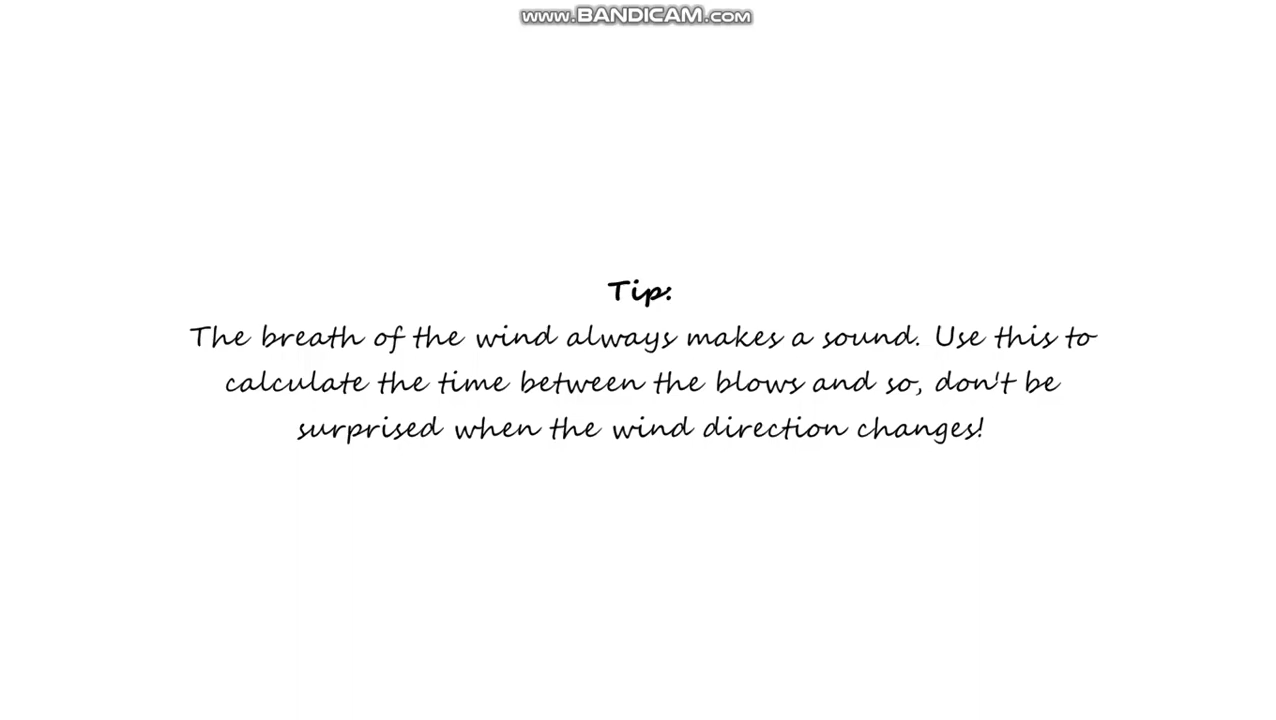 www.BANDICAM.com
Tip:
The breath of the wind always makes a sound. Use this to
calculate the time between the blows and so, don't be
surprised when the wind direction changes!